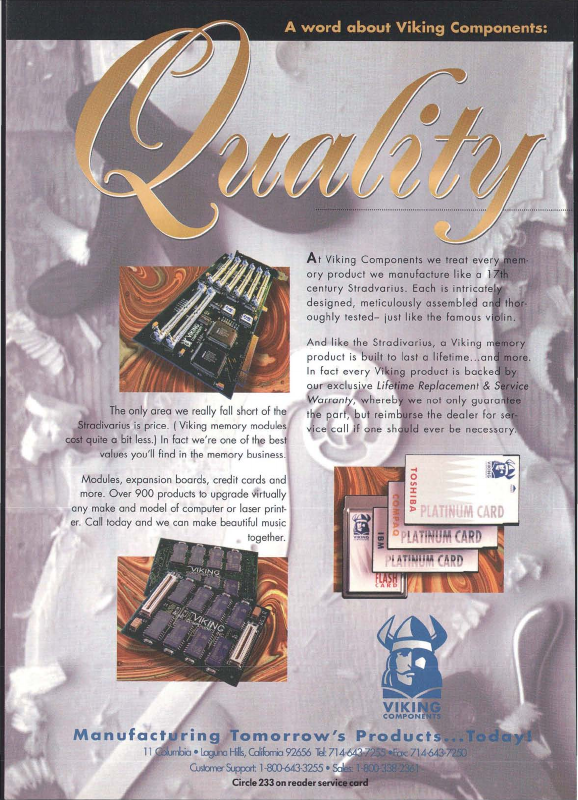 A word about Viking Components:
Quality
At Viking Components we treat every mem-
ory product we manufacture like a 17th
century Stradvarius. Each is intricately
designed, meticulously assembled and thor-
oughly tested– just like the famous violin.
And like the Stradivarius, a Viking memory
product is built to last a lifetime...and more.
In fact every Viking product is backed by
our exclusive Lifetime Replacement & Service
Warranty, whereby we not only guarantee
the part, but reimburse the dealer for ser-
vice call if one should ever be necessary.
The only area we really fall short of the
Stradivarius is price. ( Viking memory modules
cost quite a bit less.) In fact we're one of the best
values you'll find in the memory business.
Modules, expansion boards, credit cards and
more. Over 900 products to upgrade virtually
any make and model of computer or laser print-
er. Call today and we can make beautiful music
together.
VIKING
VIKING
TOSHIBA
PLATINUM CARD
COMPAQ
PLATINUM CARD
IBM
PLATINUM CARD
VIKING
FLASH
CARD
VIKING
COMPONENTS
Manufacturing Tomorrow's Products...Today!
11 Columbia • Laguna Hills, California 92656 Tel: 714-643-7255 • Fax: 714-643-7250
Customer Support: 1-800-643-3255 • Sales: 1-800-338-2361
Circle 233 on reader service card